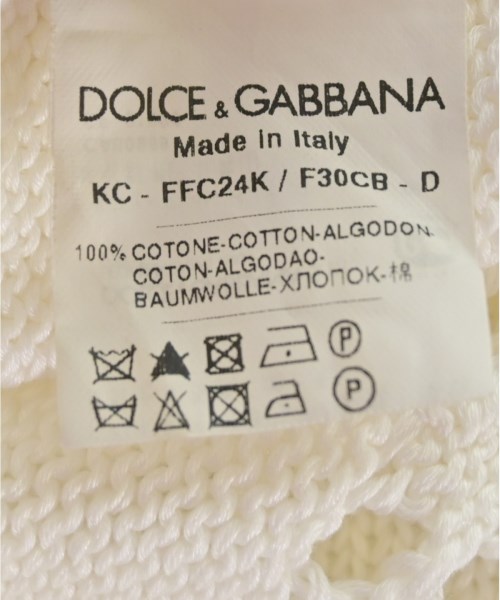 DOLCE & GABBANA
Made in Italy
KC - FFC24K / F30CB - D
100% COTONE-COTTON-ALGODON
COTON-ALGODAO-
BAUMWOLLE-ХЛОПОК-棉
P
P